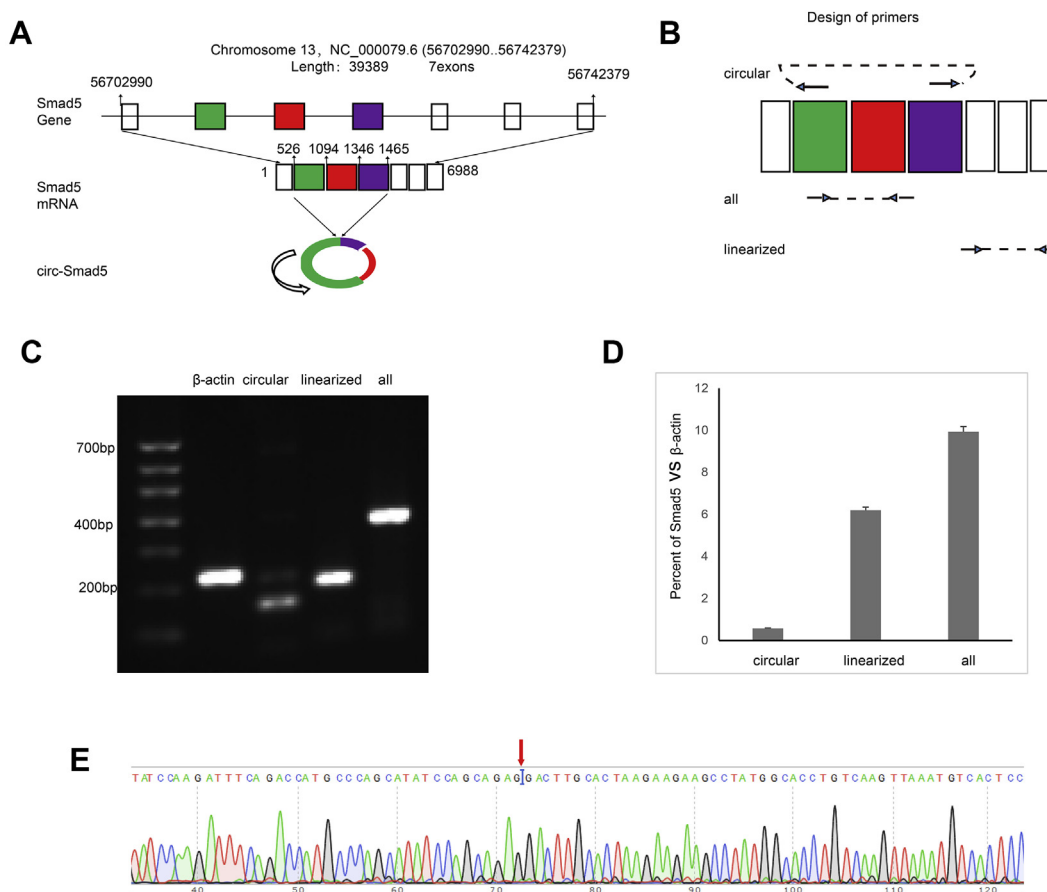 A
Chromosome 13, NC_000079.6 (56702990..56742379)
Length: 39389 7exons
56702990
56742379
Smad5
Gene
526 1094 1346 1465
1
6988
Smad5
mRNA
circ-Smad5
B
Design of primers
circular
all
linearized
C
β-actin circular linearized all
700bp
400bp
200bp
D
Percent of Smad5 VS β-actin
12
10
8
6
4
2
0
circular linearized all
E
TATCCAAGATTTCAGACCATGCCCAGCATATCCAGCAGAGGACTTGCACTAAGAAGAAGCCTATGGCACCTGTCAAGTTAAATGTCACTCC
40 50 60 70 80 90 100 110 120